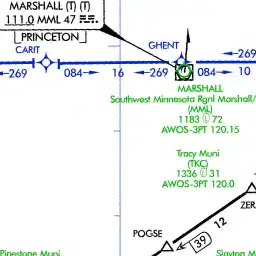 MARSHALL (T) (T)
111.0 MML 47
PRINCETON
CARIT
GHENT
269
269
084
16
084
10
269
MARSHALL
Southwest Minnesota Rgnl Marshall/
(MML)
1183 Ⓛ 72
AWOS-3PT 120.15
Tracy Muni
(TKC)
1336 Ⓛ 31
AWOS-3PT 120.0
ZER
12
POGSE
39
Pipestone Muni
Slayton M